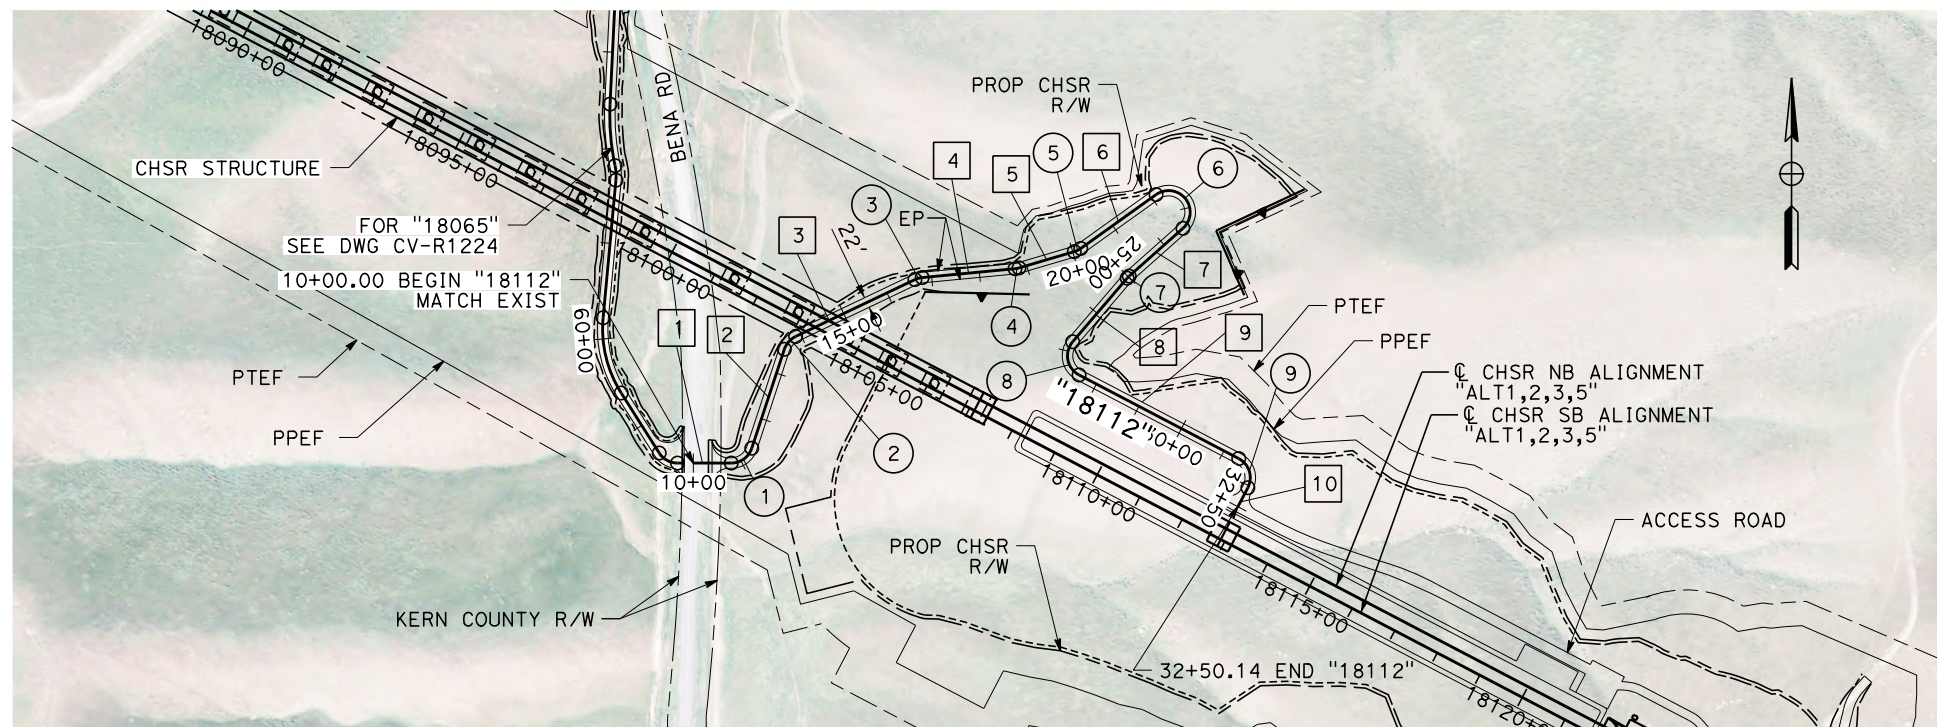 18090+00
BENA RD
PROP CHSR
R/W
CHSR STRUCTURE
18095+00
4
5
5
6
6
3
FOR "18065"
SEE DWG CV-R1224
EP
3
22'
18100+00
20+00
25+00
7
7
10+00.00 BEGIN "18112"
MATCH EXIST
60+00
1
2
15+00
4
8
9
PTEF
PPEF
PTEF
PPEF
18105+00
8
9
"18112"
30+00
℄ CHSR NB ALIGNMENT
"ALT1,2,3,5"
℄ CHSR SB ALIGNMENT
"ALT1,2,3,5"
2
10+00
1
18110+00
32+50
10
ACCESS ROAD
PROP CHSR
R/W
KERN COUNTY R/W
18115+00
32+50.14 END "18112"